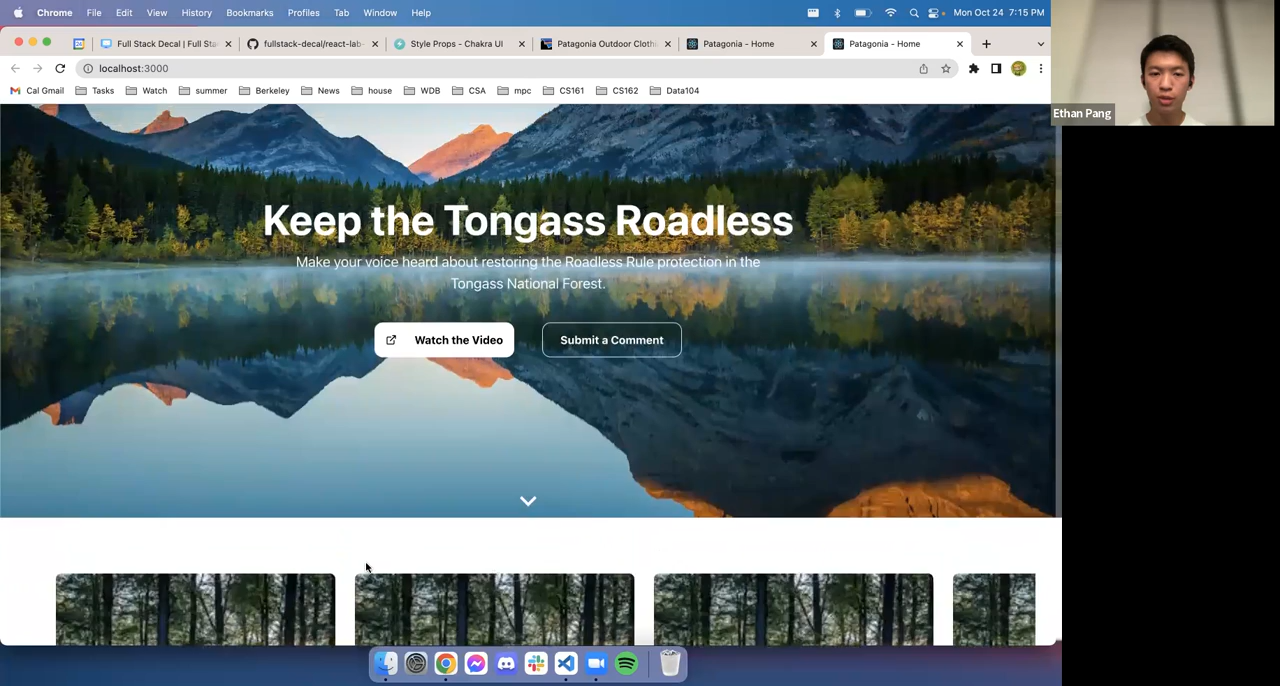 Chrome File Edit View History Bookmarks Profiles Tab Window Help Mon Oct 24 7:15 PM
24 Full Stack Decal | Full Sta fullstack-decal/react-lab- Style Props - Chakra UI Patagonia Outdoor Clothi Patagonia - Home Patagonia - Home
localhost:3000
Cal Gmail Tasks Watch summer Berkeley News house WDB CSA mpc CS161 CS162 Data104
Ethan Pang
Keep the Tongass Roadless
Make your voice heard about restoring the Roadless Rule protection in the
Tongass National Forest.
Watch the Video Submit a Comment